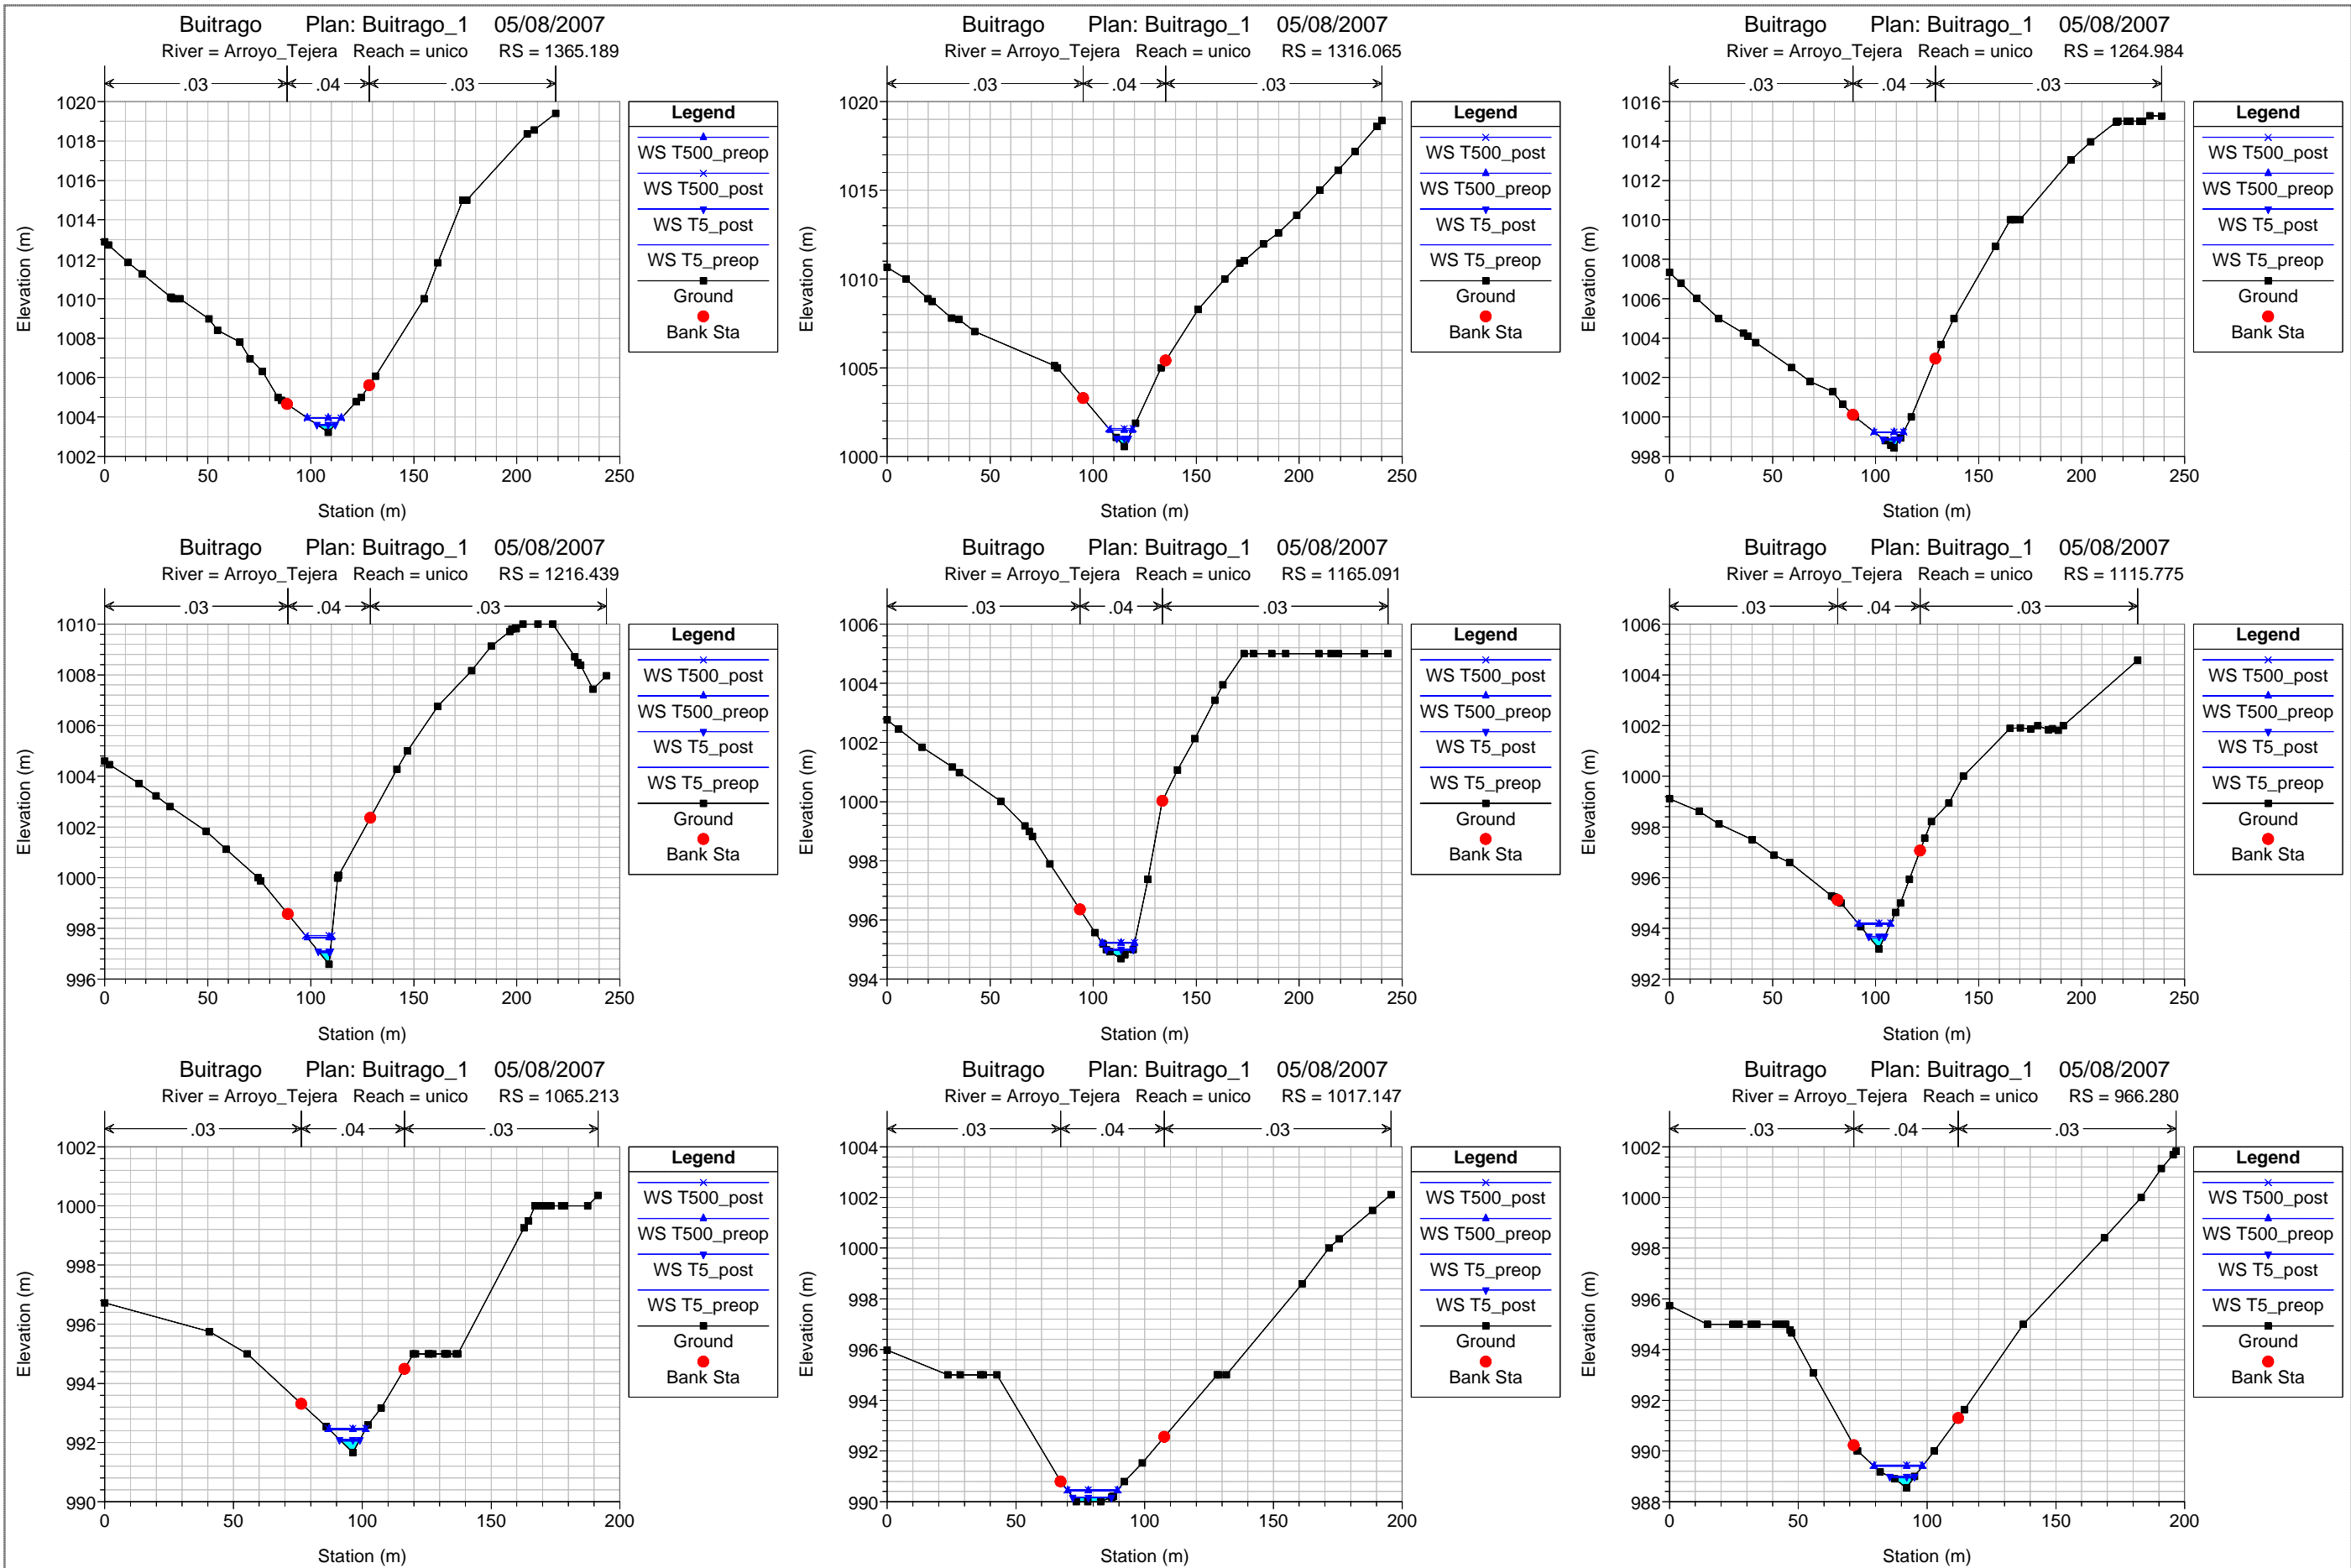 Buitrago Plan: Buitrago_1 05/08/2007
River = Arroyo_Tejera Reach = unico RS = 1365.189
.03 .04 .03
1020
1018
1016
1014
1012
1010
1008
1006
1004
1002
Elevation (m)
0 50 100 150 200 250
Station (m)
Legend
WS T500_preop
WS T500_post
WS T5_post
WS T5_preop
Ground
Bank Sta
Buitrago Plan: Buitrago_1 05/08/2007
River = Arroyo_Tejera Reach = unico RS = 1316.065
.03 .04 .03
1020
1015
1010
1005
1000
Elevation (m)
0 50 100 150 200 250
Station (m)
Legend
WS T500_post
WS T500_preop
WS T5_post
WS T5_preop
Ground
Bank Sta
Buitrago Plan: Buitrago_1 05/08/2007
River = Arroyo_Tejera Reach = unico RS = 1264.984
.03 .04 .03
1016
1014
1012
1010
1008
1006
1004
1002
1000
998
Elevation (m)
0 50 100 150 200 250
Station (m)
Legend
WS T500_post
WS T500_preop
WS T5_post
WS T5_preop
Ground
Bank Sta
Buitrago Plan: Buitrago_1 05/08/2007
River = Arroyo_Tejera Reach = unico RS = 1216.439
.03 .04 .03
1010
1008
1006
1004
1002
1000
998
996
Elevation (m)
0 50 100 150 200 250
Station (m)
Legend
WS T500_post
WS T500_preop
WS T5_post
WS T5_preop
Ground
Bank Sta
Buitrago Plan: Buitrago_1 05/08/2007
River = Arroyo_Tejera Reach = unico RS = 1165.091
.03 .04 .03
1006
1004
1002
1000
998
996
994
Elevation (m)
0 50 100 150 200 250
Station (m)
Legend
WS T500_post
WS T500_preop
WS T5_post
WS T5_preop
Ground
Bank Sta
Buitrago Plan: Buitrago_1 05/08/2007
River = Arroyo_Tejera Reach = unico RS = 1115.775
.03 .04 .03
1006
1004
1002
1000
998
996
994
992
Elevation (m)
0 50 100 150 200 250
Station (m)
Legend
WS T500_post
WS T500_preop
WS T5_post
WS T5_preop
Ground
Bank Sta
Buitrago Plan: Buitrago_1 05/08/2007
River = Arroyo_Tejera Reach = unico RS = 1065.213
.03 .04 .03
1002
1000
998
996
994
992
990
Elevation (m)
0 50 100 150 200
Station (m)
Legend
WS T500_post
WS T500_preop
WS T5_post
WS T5_preop
Ground
Bank Sta
Buitrago Plan: Buitrago_1 05/08/2007
River = Arroyo_Tejera Reach = unico RS = 1017.147
.03 .04 .03
1004
1002
1000
998
996
994
992
990
Elevation (m)
0 50 100 150 200
Station (m)
Legend
WS T500_post
WS T500_preop
WS T5_preop
WS T5_post
Ground
Bank Sta
Buitrago Plan: Buitrago_1 05/08/2007
River = Arroyo_Tejera Reach = unico RS = 966.280
.03 .04 .03
1002
1000
998
996
994
992
990
988
Elevation (m)
0 50 100 150 200
Station (m)
Legend
WS T500_post
WS T500_preop
WS T5_post
WS T5_preop
Ground
Bank Sta